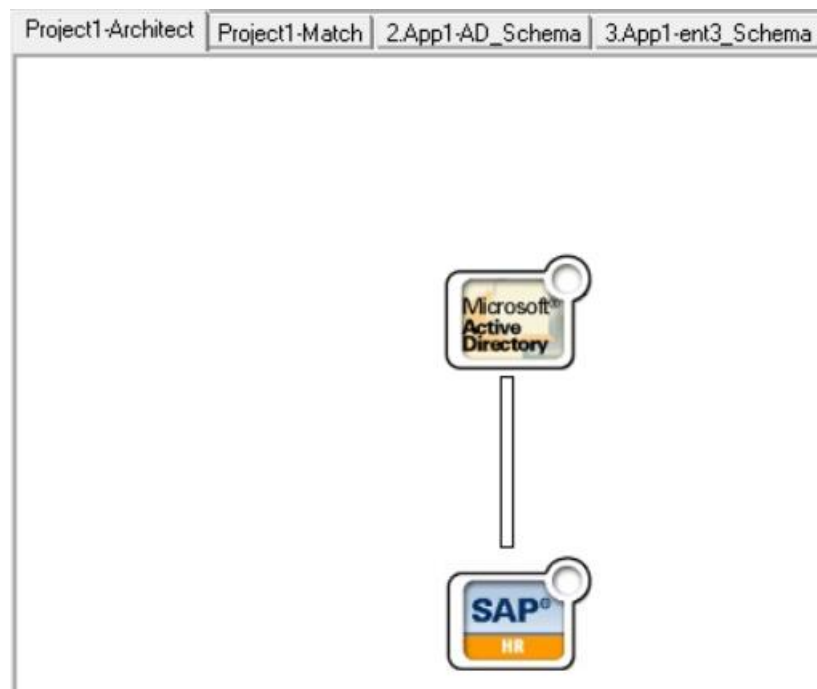 Project1-Architect Project1-Match 2.App1-AD_Schema 3.App1-ent3_Schema
Microsoft®
Active
Directory
SAP®
HR